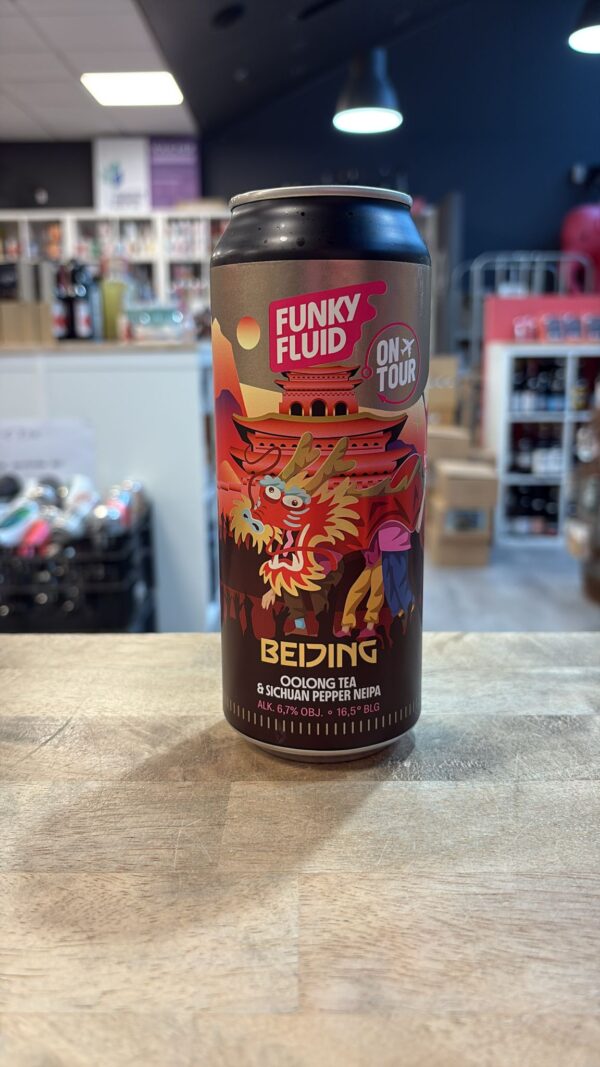 FUNKY
FLUID
ON
TOUR
BEIJING
OOLONG TEA
& SICHUAN PEPPER NEIPA
ALK. 6,7% OBJ. • 16,5° BLG